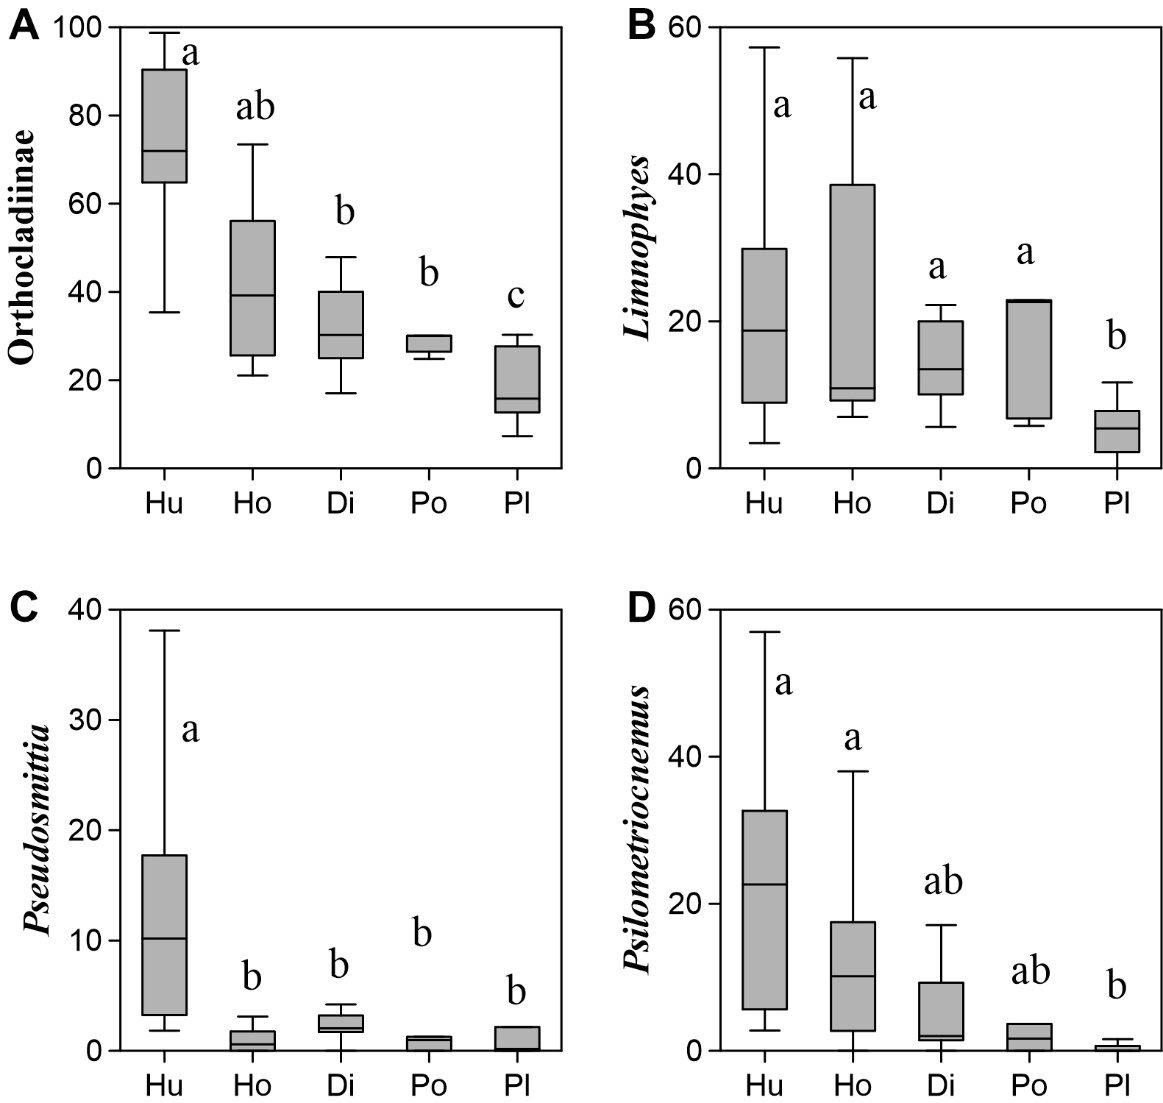 A
Orthocladiinae
100
80
60
40
20
0
a
ab
b
b
c
Hu Ho Di Po Pl
B
Limnophyes
60
40
20
0
a
a
a
a
b
Hu Ho Di Po Pl
C
Pseudosmittia
40
30
20
10
0
a
b
b
b
b
Hu Ho Di Po Pl
D
Psilometriocnemus
60
40
20
0
a
a
ab
ab
b
Hu Ho Di Po Pl